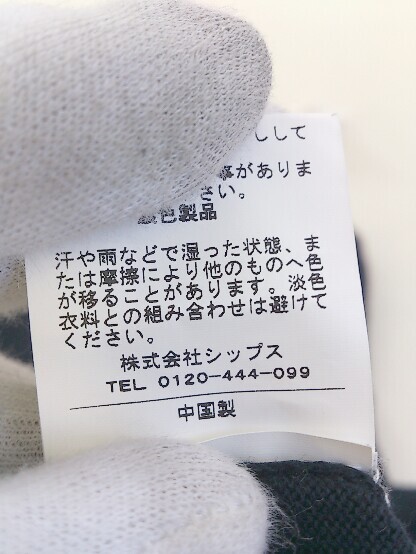 して
事がありま
さい。
色製品
汗や雨などで湿った状態、ま
たは摩擦により他のものへ色
が移ることがあります。淡色
衣料との組み合わせは避けて
ください。
株式会社シップス
TEL 0120-444-099
中国製